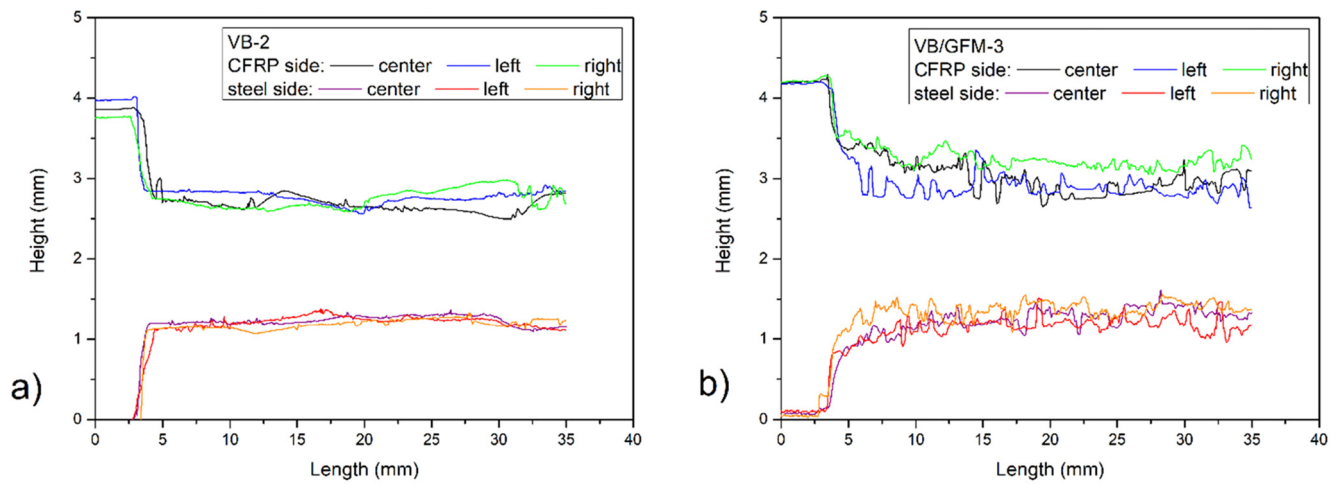 VB-2
CFRP side: center left right
steel side: center left right
5
4
3
2
1
0
Height (mm)
0 5 10 15 20 25 30 35 40
Length (mm)
a)
VB/GFM-3
CFRP side: center left right
steel side: center left right
5
4
3
2
1
0
Height (mm)
0 5 10 15 20 25 30 35 40
Length (mm)
b)